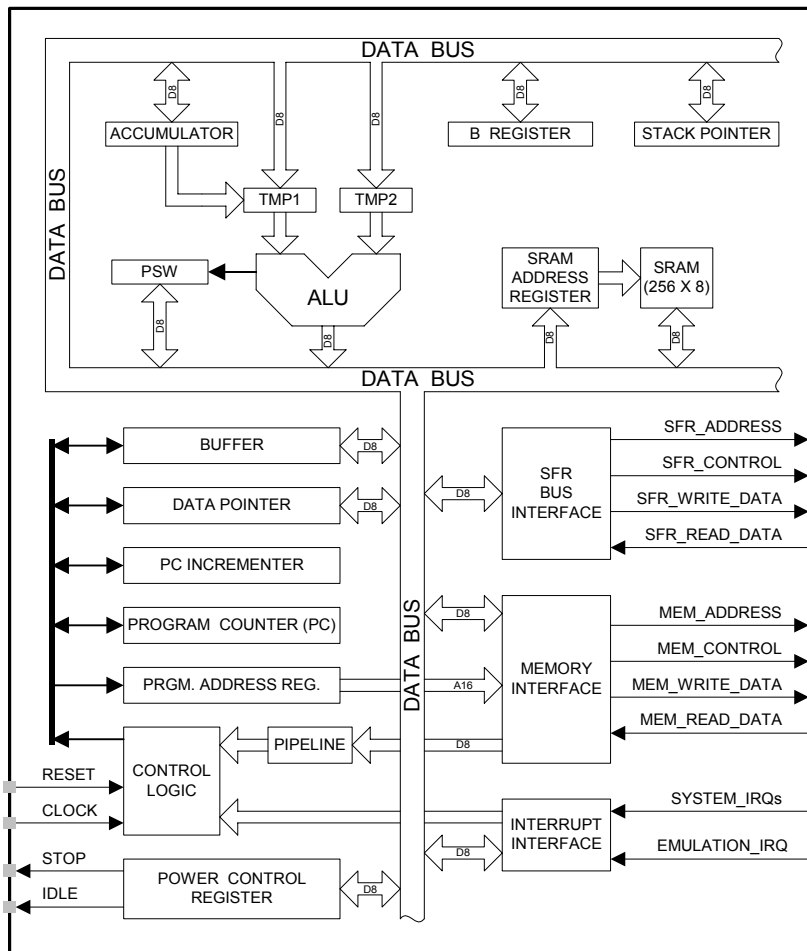 DATA BUS
D8
D8
D8
D8
D8
ACCUMULATOR
B REGISTER
STACK POINTER
DATA BUS
TMP1
TMP2
PSW
ALU
SRAM
ADDRESS
REGISTER
SRAM
(256 X 8)
D8
D8
D8
D8
DATA BUS
BUFFER
D8
DATA POINTER
D8
PC INCREMENTER
PROGRAM COUNTER (PC)
PRGM. ADDRESS REG.
A16
DATA BUS
D8
SFR
BUS
INTERFACE
SFR_ADDRESS
SFR_CONTROL
SFR_WRITE_DATA
SFR_READ_DATA
D8
MEMORY
INTERFACE
MEM_ADDRESS
MEM_CONTROL
MEM_WRITE_DATA
MEM_READ_DATA
PIPELINE
D8
CONTROL
LOGIC
RESET
CLOCK
STOP
IDLE
POWER CONTROL
REGISTER
D8
D8
INTERRUPT
INTERFACE
SYSTEM_IRQs
EMULATION_IRQ